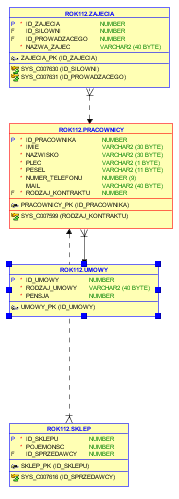 ROK112.ZAJECIA
P * ID_ZAJECIA NUMBER
F ID_SILOWNI NUMBER
F ID_PROWADZACEGO NUMBER
* NAZWA_ZAJEC VARCHAR2 (40 BYTE)
ZAJECIA_PK (ID_ZAJECIA)
SYS_C007630 (ID_SILOWNI)
SYS_C007631 (ID_PROWADZACEGO)
ROK112.PRACOWNICY
P * ID_PRACOWNIKA NUMBER
* IMIE VARCHAR2 (30 BYTE)
* NAZWISKO VARCHAR2 (30 BYTE)
* PLEC VARCHAR2 (1 BYTE)
* PESEL VARCHAR2 (11 BYTE)
* NUMER_TELEFONU NUMBER (9)
MAIL VARCHAR2 (40 BYTE)
F * RODZAJ_KONTRAKTU NUMBER
PRACOWNICY_PK (ID_PRACOWNIKA)
SYS_C007599 (RODZAJ_KONTRAKTU)
ROK112.UMOWY
P * ID_UMOWY NUMBER
* RODZAJ_UMOWY VARCHAR2 (40 BYTE)
* PENSJA NUMBER
UMOWY_PK (ID_UMOWY)
ROK112.SKLEP
P * ID_SKLEPU NUMBER
* POJEMNOSC NUMBER
F * ID_SPRZEDAWCY NUMBER
SKLEP_PK (ID_SKLEPU)
SYS_C007616 (ID_SPRZEDAWCY)